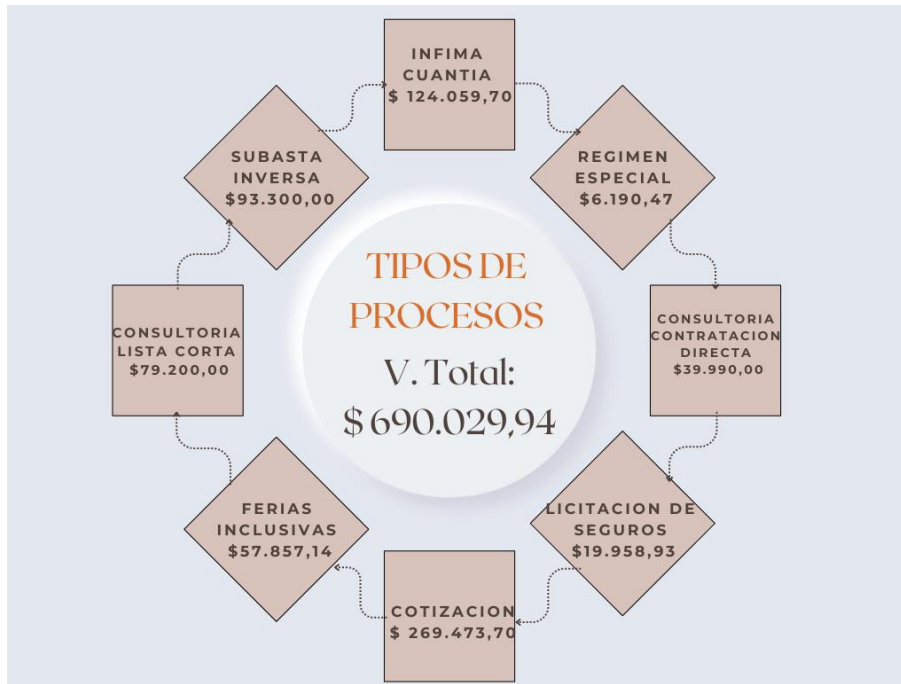 INFIMA
CUANTIA
$ 124.059,70
REGIMEN
ESPECIAL
$6.190,47
CONSULTORIA
CONTRATACION
DIRECTA
$39.990,00
LICITACION DE
SEGUROS
$19.958,93
COTIZACION
$ 269.473,70
FERIAS
INCLUSIVAS
$57.857,14
CONSULTORIA
LISTA CORTA
$79.200,00
SUBASTA
INVERSA
$93.300,00
TIPOS DE
PROCESOS
V. Total:
$ 690.029,94